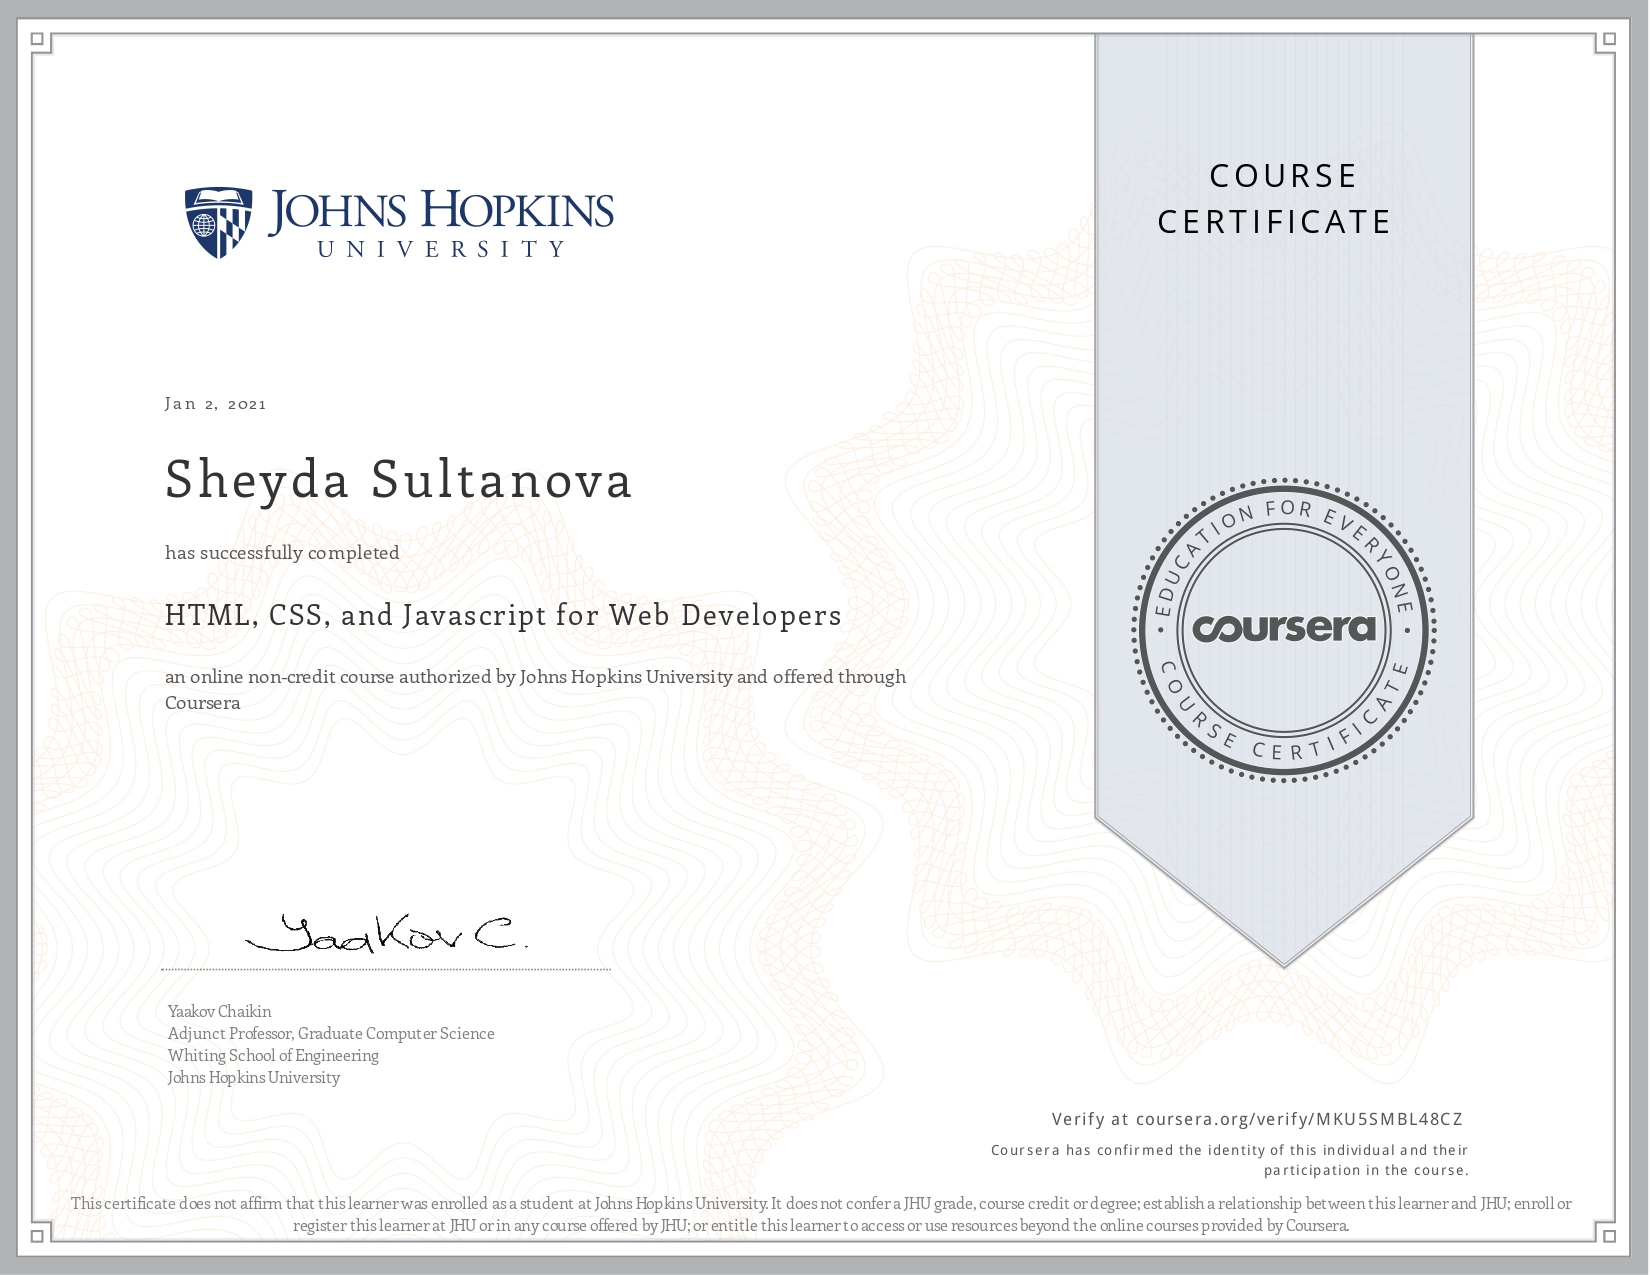 JOHNS HOPKINS
UNIVERSITY
COURSE
CERTIFICATE
Jan 2, 2021
Sheyda Sultanova
has successfully completed
HTML, CSS, and Javascript for Web Developers
an online non-credit course authorized by Johns Hopkins University and offered through
Coursera
EDUCATION FOR EVERYONE
coursera
COURSE CERTIFICATE
Yaakov C.
Yaakov Chaikin
Adjunct Professor, Graduate Computer Science
Whiting School of Engineering
Johns Hopkins University
Verify at coursera.org/verify/MKU5SMBL48CZ
Coursera has confirmed the identity of this individual and their
participation in the course.
This certificate does not affirm that this learner was enrolled as a student at Johns Hopkins University. It does not confer a JHU grade, course credit or degree; establish a relationship between this learner and JHU; enroll or
register this learner at JHU or in any course offered by JHU; or entitle this learner to access or use resources beyond the online courses provided by Coursera.